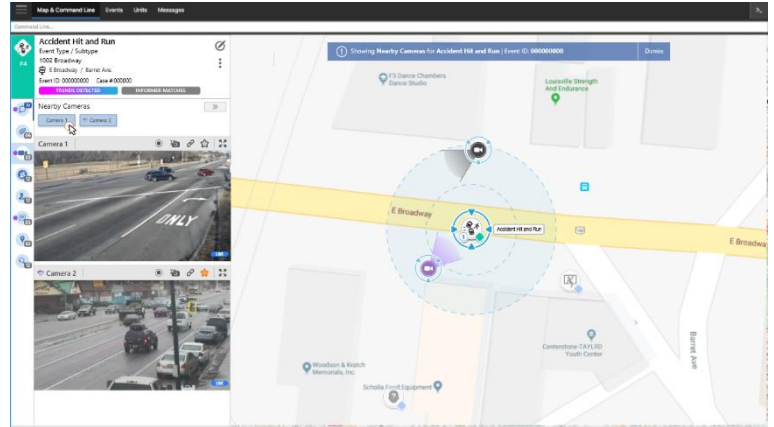 Map & Command Line Events Units Messages
Command Line...
Accident Hit and Run
Event Type / Subtype
1002 Broadway
E Broadway / Barret Ave.
Event ID: 00000000 Case #000000
P4
TRENDS DETECTED INFORMER MATCHES
Nearby Cameras
Camera 1 Camera 2
Camera 1
ONLY
LIVE
Camera 2
LIVE
Showing Nearby Cameras for Accident Hit and Run | Event ID: 000000000 Dismiss
F3 Dance Chambers
Dance Studio
Louisville Strength
And Endurance
E Broadway
Accident Hit and Run
E Broadway
Centerstone-TAYLRD
Youth Center
Barret Ave
Woodson & Kratch
Memorials, Inc.
Scholla Food Equipment